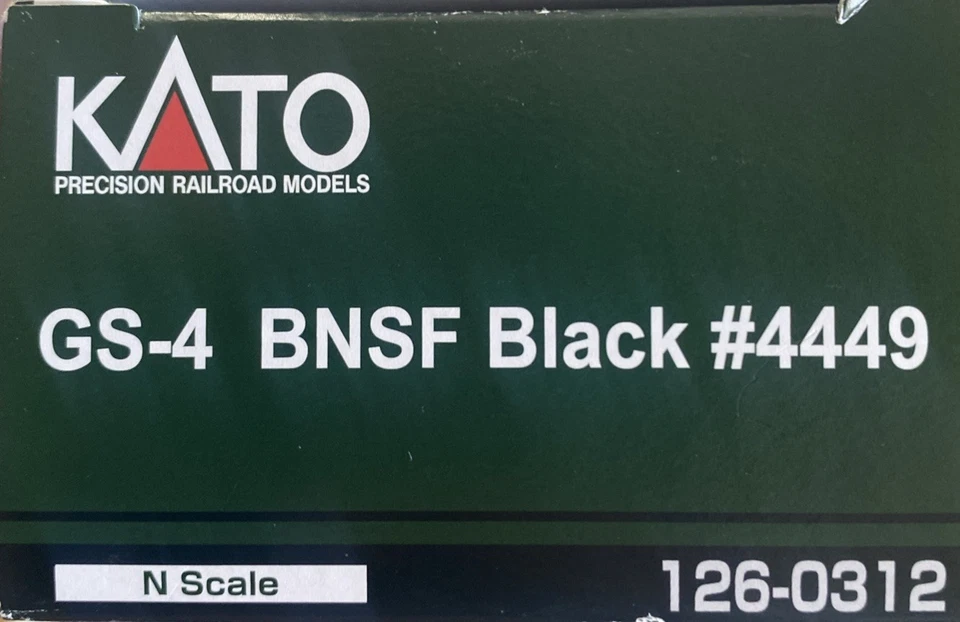 KATO
PRECISION RAILROAD MODELS
GS-4 BNSF Black #4449
N Scale
126-0312